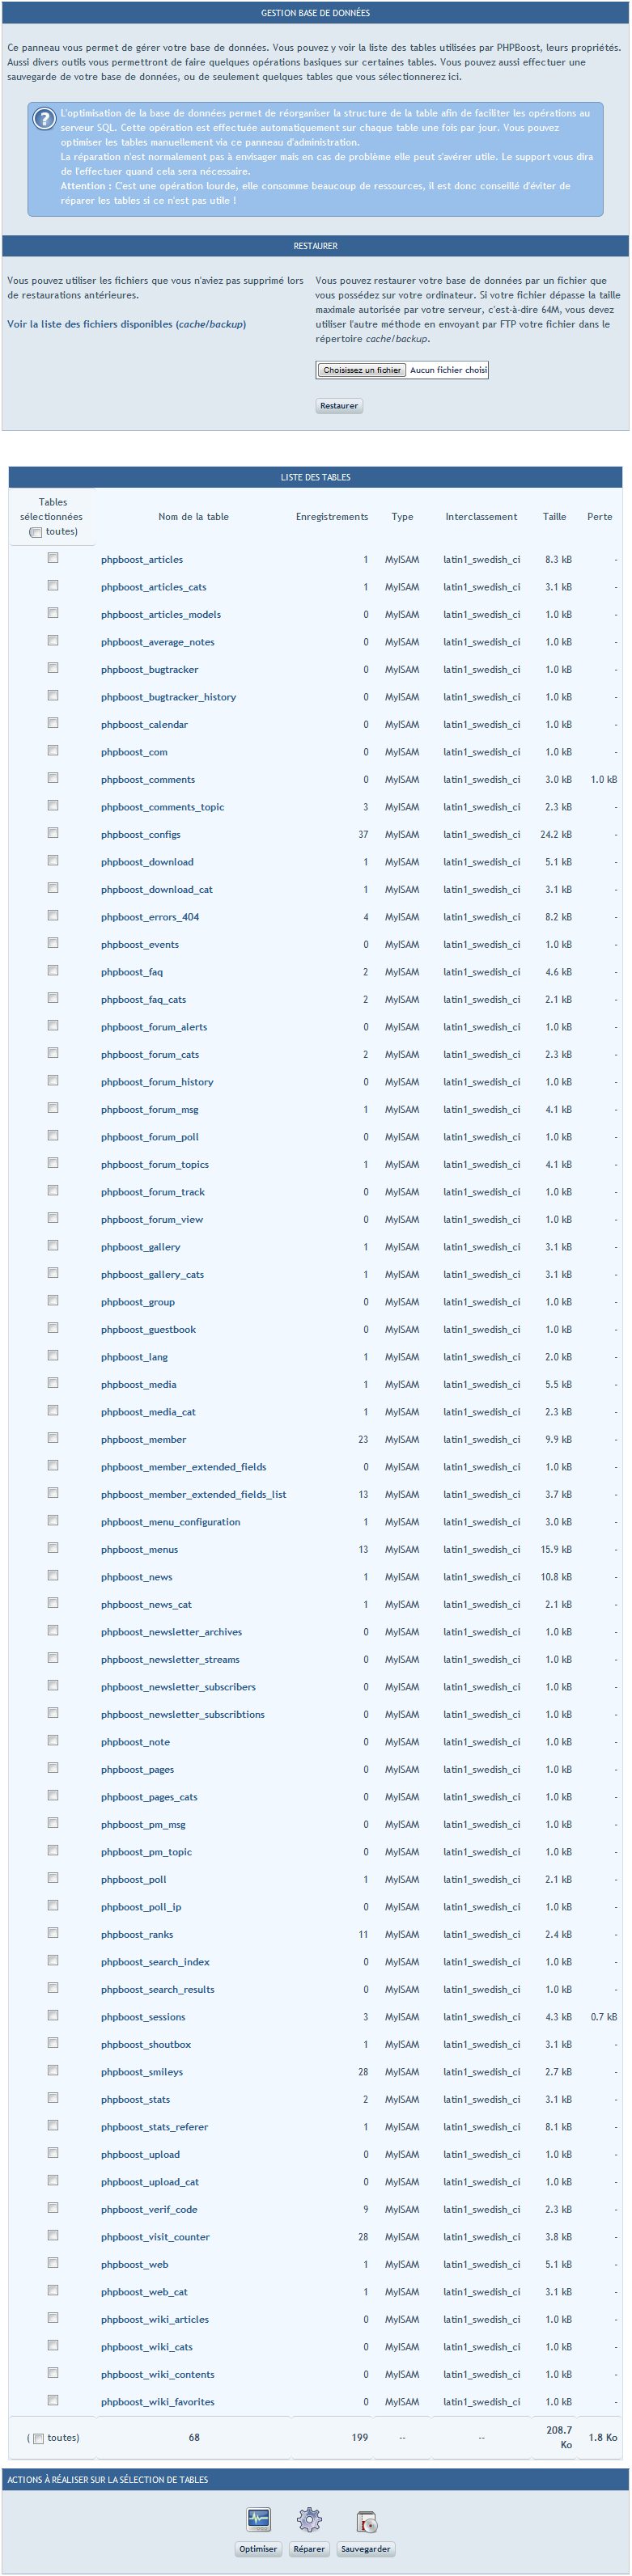 GESTION BASE DE DONNÉES
Ce panneau vous permet de gérer votre base de données. Vous pouvez y voir la liste des tables utilisées par PHPBoost, leurs propriétés.
Aussi divers outils vous permettront de faire quelques opérations basiques sur certaines tables. Vous pouvez aussi effectuer une
sauvegarde de votre base de données, ou de seulement quelques tables que vous sélectionnerez ici.
L'optimisation de la base de données permet de réorganiser la structure de la table afin de faciliter les opérations au
serveur SQL. Cette opération est effectuée automatiquement sur chaque table une fois par jour. Vous pouvez
optimiser les tables manuellement via ce panneau d'administration.
La réparation n'est normalement pas à envisager mais en cas de problème elle peut s'avérer utile. Le support vous dira
de l'effectuer quand cela sera nécessaire.
Attention : C'est une opération lourde, elle consomme beaucoup de ressources, il est donc conseillé d'éviter de
réparer les tables si ce n'est pas utile !
RESTAURER
Vous pouvez utiliser les fichiers que vous n'aviez pas supprimé lors
de restaurations antérieures.
Voir la liste des fichiers disponibles (cache/backup)
Vous pouvez restaurer votre base de données par un fichier que
vous possédez sur votre ordinateur. Si votre fichier dépasse la taille
maximale autorisée par votre serveur, c'est-à-dire 64M, vous devez
utiliser l'autre méthode en envoyant par FTP votre fichier dans le
répertoire cache/backup.
Choisissez un fichier Aucun fichier choisi
Restaurer
LISTE DES TABLES
Tables
sélectionnées
( toutes)
Nom de la table Enregistrements Type Interclassement Taille Perte
phpboost_articles 1 MyISAM latin1_swedish_ci 8.3 kB -
phpboost_articles_cats 1 MyISAM latin1_swedish_ci 3.1 kB -
phpboost_articles_models 0 MyISAM latin1_swedish_ci 1.0 kB -
phpboost_average_notes 0 MyISAM latin1_swedish_ci 1.0 kB -
phpboost_bugtracker 0 MyISAM latin1_swedish_ci 1.0 kB -
phpboost_bugtracker_history 0 MyISAM latin1_swedish_ci 1.0 kB -
phpboost_calendar 0 MyISAM latin1_swedish_ci 1.0 kB -
phpboost_com 0 MyISAM latin1_swedish_ci 1.0 kB -
phpboost_comments 0 MyISAM latin1_swedish_ci 3.0 kB 1.0 kB
phpboost_comments_topic 3 MyISAM latin1_swedish_ci 2.3 kB -
phpboost_configs 37 MyISAM latin1_swedish_ci 24.2 kB -
phpboost_download 1 MyISAM latin1_swedish_ci 5.1 kB -
phpboost_download_cat 1 MyISAM latin1_swedish_ci 3.1 kB -
phpboost_errors_404 4 MyISAM latin1_swedish_ci 8.2 kB -
phpboost_events 0 MyISAM latin1_swedish_ci 1.0 kB -
phpboost_faq 2 MyISAM latin1_swedish_ci 4.6 kB -
phpboost_faq_cats 2 MyISAM latin1_swedish_ci 2.1 kB -
phpboost_forum_alerts 0 MyISAM latin1_swedish_ci 1.0 kB -
phpboost_forum_cats 2 MyISAM latin1_swedish_ci 2.3 kB -
phpboost_forum_history 0 MyISAM latin1_swedish_ci 1.0 kB -
phpboost_forum_msg 1 MyISAM latin1_swedish_ci 4.1 kB -
phpboost_forum_poll 0 MyISAM latin1_swedish_ci 1.0 kB -
phpboost_forum_topics 1 MyISAM latin1_swedish_ci 4.1 kB -
phpboost_forum_track 0 MyISAM latin1_swedish_ci 1.0 kB -
phpboost_forum_view 0 MyISAM latin1_swedish_ci 1.0 kB -
phpboost_gallery 1 MyISAM latin1_swedish_ci 3.1 kB -
phpboost_gallery_cats 1 MyISAM latin1_swedish_ci 3.1 kB -
phpboost_group 0 MyISAM latin1_swedish_ci 1.0 kB -
phpboost_guestbook 0 MyISAM latin1_swedish_ci 1.0 kB -
phpboost_lang 1 MyISAM latin1_swedish_ci 2.0 kB -
phpboost_media 1 MyISAM latin1_swedish_ci 5.5 kB -
phpboost_media_cat 1 MyISAM latin1_swedish_ci 2.3 kB -
phpboost_member 23 MyISAM latin1_swedish_ci 9.9 kB -
phpboost_member_extended_fields 0 MyISAM latin1_swedish_ci 1.0 kB -
phpboost_member_extended_fields_list 13 MyISAM latin1_swedish_ci 3.7 kB -
phpboost_menu_configuration 1 MyISAM latin1_swedish_ci 3.0 kB -
phpboost_menus 13 MyISAM latin1_swedish_ci 15.9 kB -
phpboost_news 1 MyISAM latin1_swedish_ci 10.8 kB -
phpboost_news_cat 1 MyISAM latin1_swedish_ci 2.1 kB -
phpboost_newsletter_archives 0 MyISAM latin1_swedish_ci 1.0 kB -
phpboost_newsletter_streams 0 MyISAM latin1_swedish_ci 1.0 kB -
phpboost_newsletter_subscribers 0 MyISAM latin1_swedish_ci 1.0 kB -
phpboost_newsletter_subscribtions 0 MyISAM latin1_swedish_ci 1.0 kB -
phpboost_note 0 MyISAM latin1_swedish_ci 1.0 kB -
phpboost_pages 0 MyISAM latin1_swedish_ci 1.0 kB -
phpboost_pages_cats 0 MyISAM latin1_swedish_ci 1.0 kB -
phpboost_pm_msg 0 MyISAM latin1_swedish_ci 1.0 kB -
phpboost_pm_topic 0 MyISAM latin1_swedish_ci 1.0 kB -
phpboost_poll 1 MyISAM latin1_swedish_ci 2.1 kB -
phpboost_poll_ip 0 MyISAM latin1_swedish_ci 1.0 kB -
phpboost_ranks 11 MyISAM latin1_swedish_ci 2.4 kB -
phpboost_search_index 0 MyISAM latin1_swedish_ci 1.0 kB -
phpboost_search_results 0 MyISAM latin1_swedish_ci 1.0 kB -
phpboost_sessions 3 MyISAM latin1_swedish_ci 4.3 kB 0.7 kB
phpboost_shoutbox 1 MyISAM latin1_swedish_ci 3.1 kB -
phpboost_smileys 28 MyISAM latin1_swedish_ci 2.7 kB -
phpboost_stats 2 MyISAM latin1_swedish_ci 3.1 kB -
phpboost_stats_referer 1 MyISAM latin1_swedish_ci 8.1 kB -
phpboost_upload 0 MyISAM latin1_swedish_ci 1.0 kB -
phpboost_upload_cat 0 MyISAM latin1_swedish_ci 1.0 kB -
phpboost_verif_code 9 MyISAM latin1_swedish_ci 2.3 kB -
phpboost_visit_counter 28 MyISAM latin1_swedish_ci 3.8 kB -
phpboost_web 1 MyISAM latin1_swedish_ci 5.1 kB -
phpboost_web_cat 1 MyISAM latin1_swedish_ci 3.1 kB -
phpboost_wiki_articles 0 MyISAM latin1_swedish_ci 1.0 kB -
phpboost_wiki_cats 0 MyISAM latin1_swedish_ci 1.0 kB -
phpboost_wiki_contents 0 MyISAM latin1_swedish_ci 1.0 kB -
phpboost_wiki_favorites 0 MyISAM latin1_swedish_ci 1.0 kB -
( toutes) 68 199 -- -- 208.7 Ko 1.8 Ko
ACTIONS À RÉALISER SUR LA SÉLECTION DE TABLES
Optimiser Réparer Sauvegarder